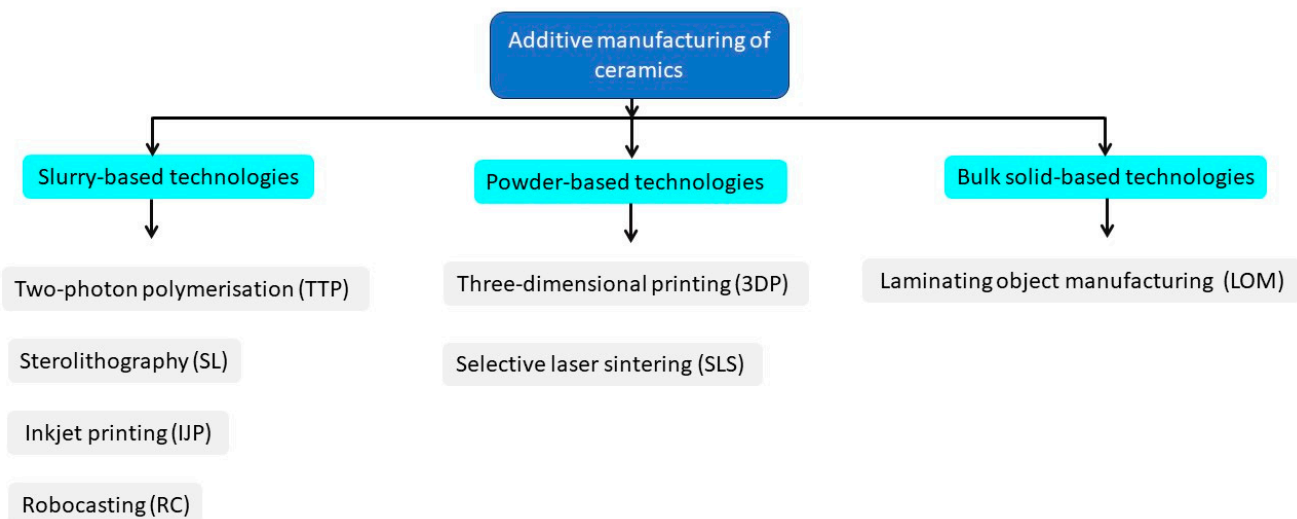 Additive manufacturing of
ceramics
Slurry-based technologies
Powder-based technologies
Bulk solid-based technologies
Two-photon polymerisation (TTP)
Three-dimensional printing (3DP)
Laminating object manufacturing (LOM)
Sterolithography (SL)
Selective laser sintering (SLS)
Inkjet printing (IJP)
Robocasting (RC)